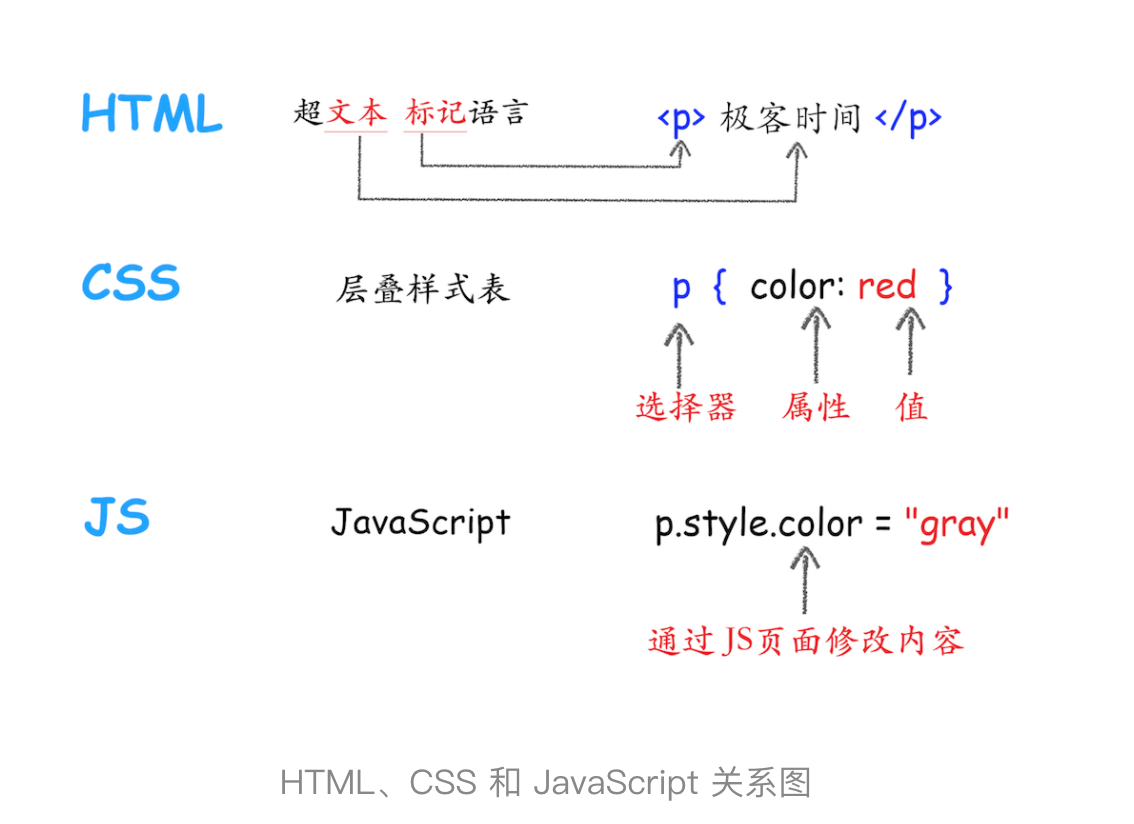 HTML 超文本 标记语言 <p> 极客时间 </p>
CSS 层叠样式表 p { color: red }
选择器 属性 值
JS JavaScript p.style.color = "gray"
通过JS页面修改内容
HTML、CSS 和 JavaScript 关系图